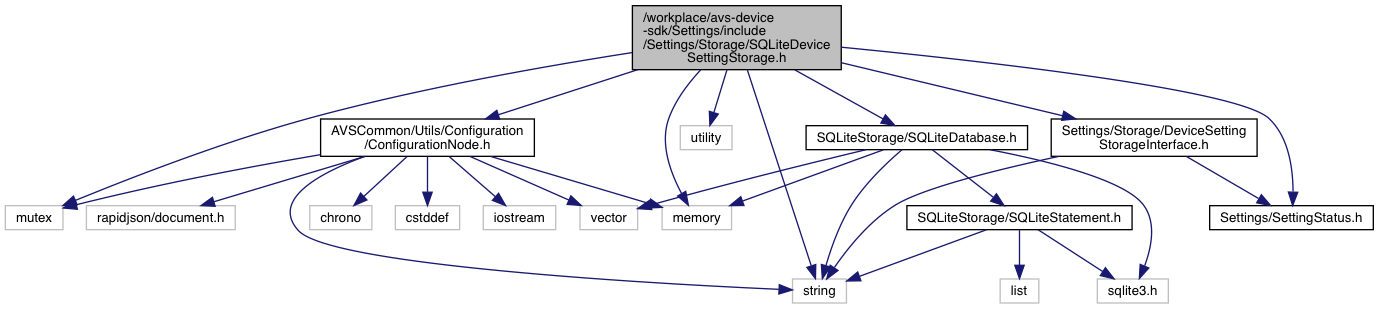 /workplace/avs-device
-sdk/Settings/include
/Settings/Storage/SQLiteDevice
SettingStorage.h
AVSCommon/Utils/Configuration
/ConfigurationNode.h
utility
SQLiteStorage/SQLiteDatabase.h
Settings/Storage/DeviceSetting
StorageInterface.h
mutex
rapidjson/document.h
chrono
cstddef
iostream
vector
memory
SQLiteStorage/SQLiteStatement.h
Settings/SettingStatus.h
string
list
sqlite3.h